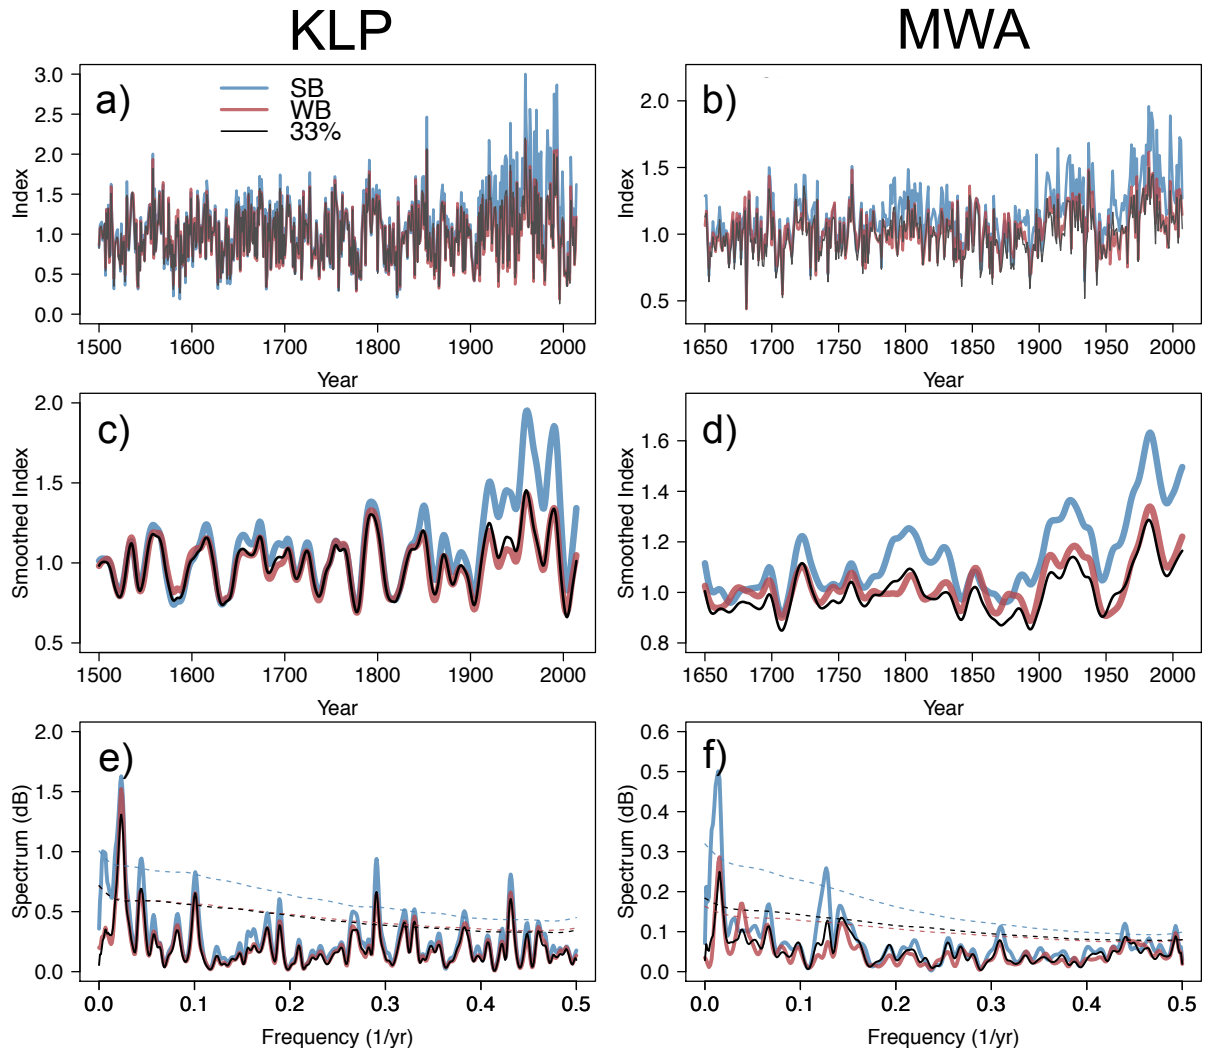 KLP
MWA
a)
SB
WB
33%
3.0
2.5
2.0
1.5
1.0
0.5
0.0
Index
1500 1600 1700 1800 1900 2000
Year
b)
2.0
1.5
1.0
0.5
Index
1650 1700 1750 1800 1850 1900 1950 2000
Year
c)
2.0
1.5
1.0
0.5
Smoothed Index
1500 1600 1700 1800 1900 2000
Year
d)
1.6
1.4
1.2
1.0
0.8
Smoothed Index
1650 1700 1750 1800 1850 1900 1950 2000
Year
e)
2.0
1.5
1.0
0.5
0.0
Spectrum (dB)
0.0 0.1 0.2 0.3 0.4 0.5
Frequency (1/yr)
f)
0.6
0.5
0.4
0.3
0.2
0.1
0.0
Spectrum (dB)
0.0 0.1 0.2 0.3 0.4 0.5
Frequency (1/yr)